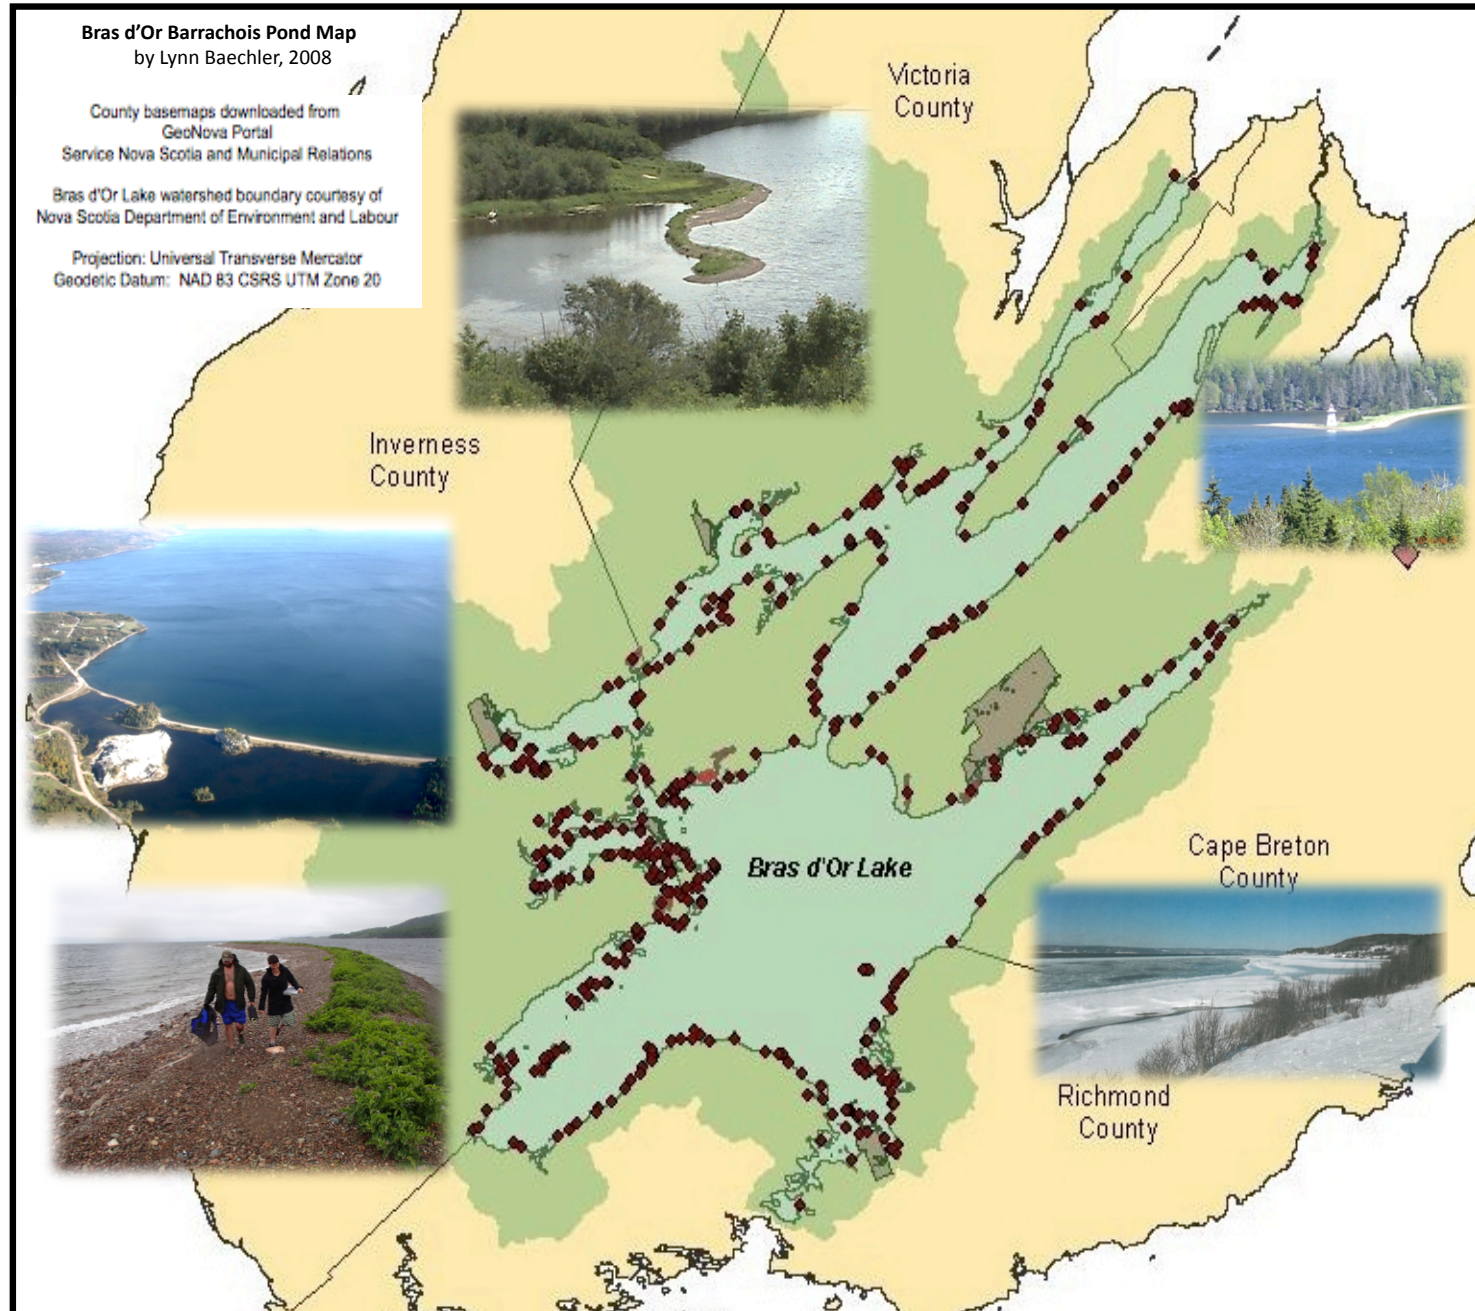 Bras d’Or Barrachois Pond Map
by Lynn Baechler, 2008
County basemaps downloaded from
GeoNova Portal
Service Nova Scotia and Municipal Relations
Bras d'Or Lake watershed boundary courtesy of
Nova Scotia Department of Environment and Labour
Projection: Universal Transverse Mercator
Geodetic Datum: NAD 83 CSRS UTM Zone 20
Victoria
County
Inverness
County
Bras d'Or Lake
Cape Breton
County
Richmond
County